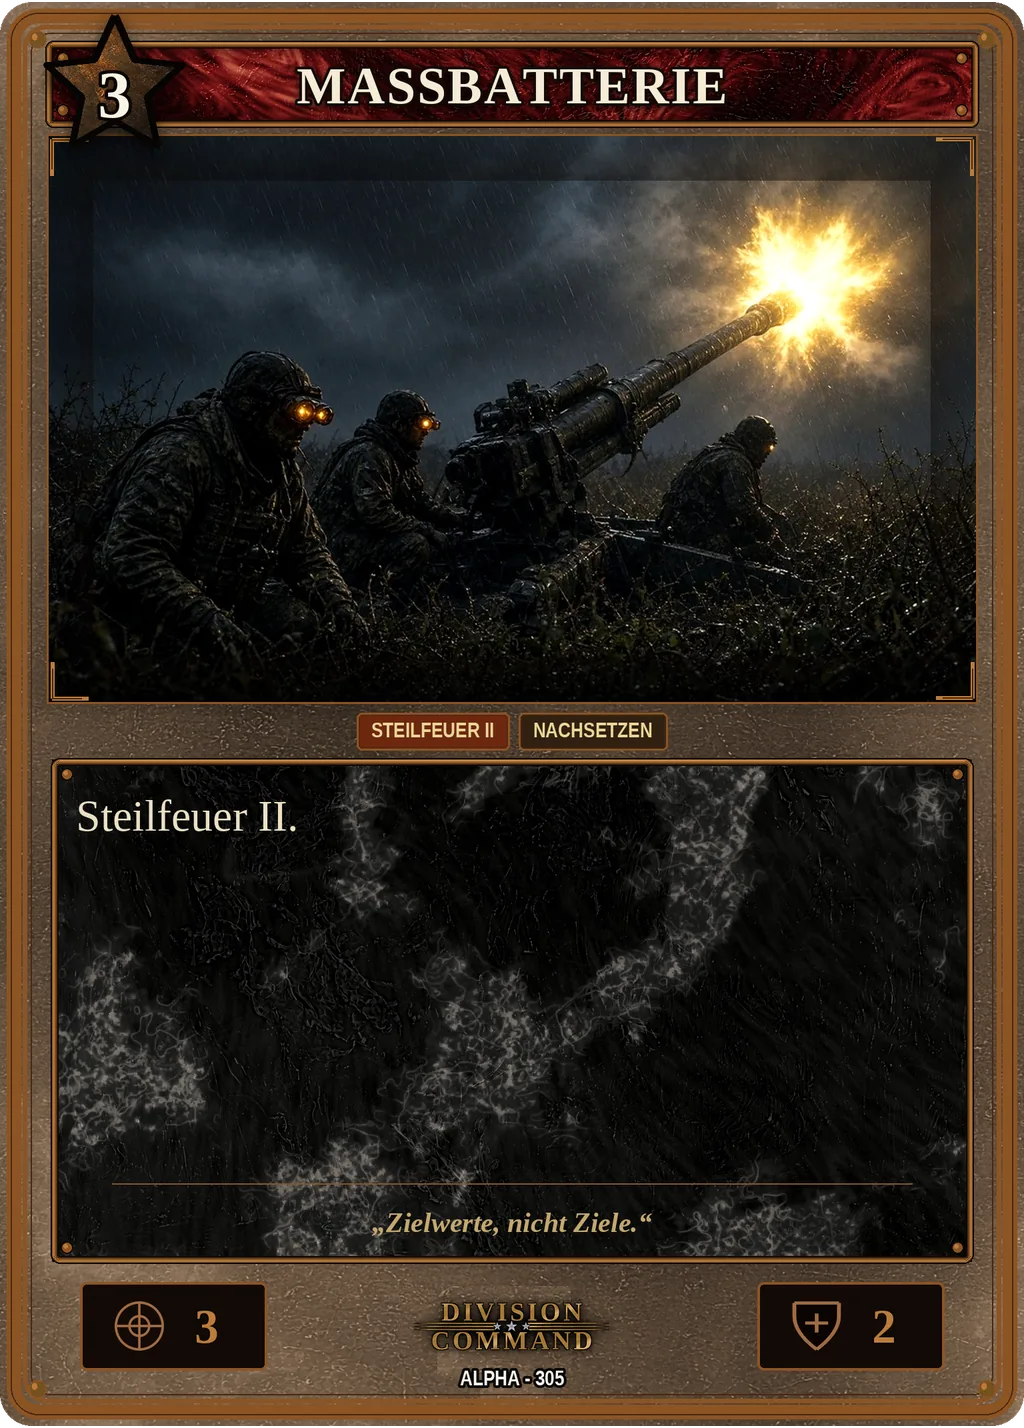 3
MASSBATTERIE
STEILFEUER II
NACHSETZEN
Steilfeuer II.
„Zielwerte, nicht Ziele.“
3
DIVISION
COMMAND
2
ALPHA - 305